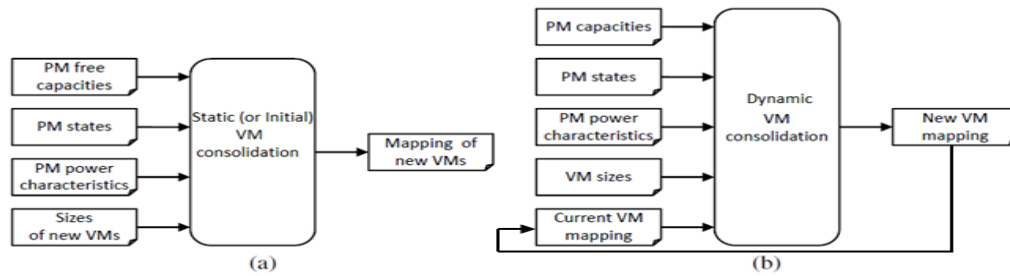 PM free
capacities
PM states
PM power
characteristics
Sizes
of new VMs
Static (or Initial)
VM
consolidation
Mapping of
new VMs
(a)
PM capacities
PM states
PM power
characteristics
VM sizes
Current VM
mapping
Dynamic
VM
consolidation
New VM
mapping
(b)